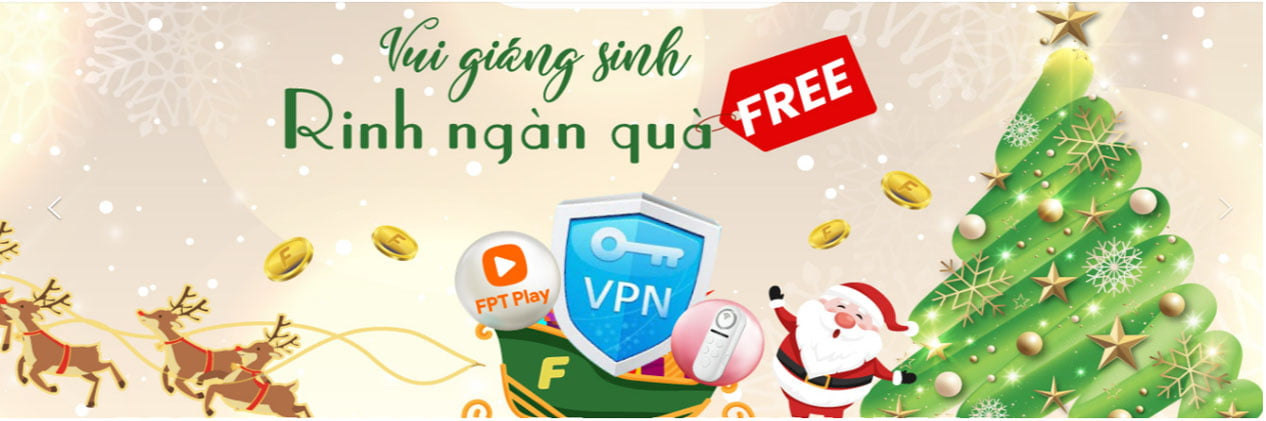 Vui giáng sinh
Rinh ngàn quà
FREE
F
F
F
F
FPT Play
VPN
F